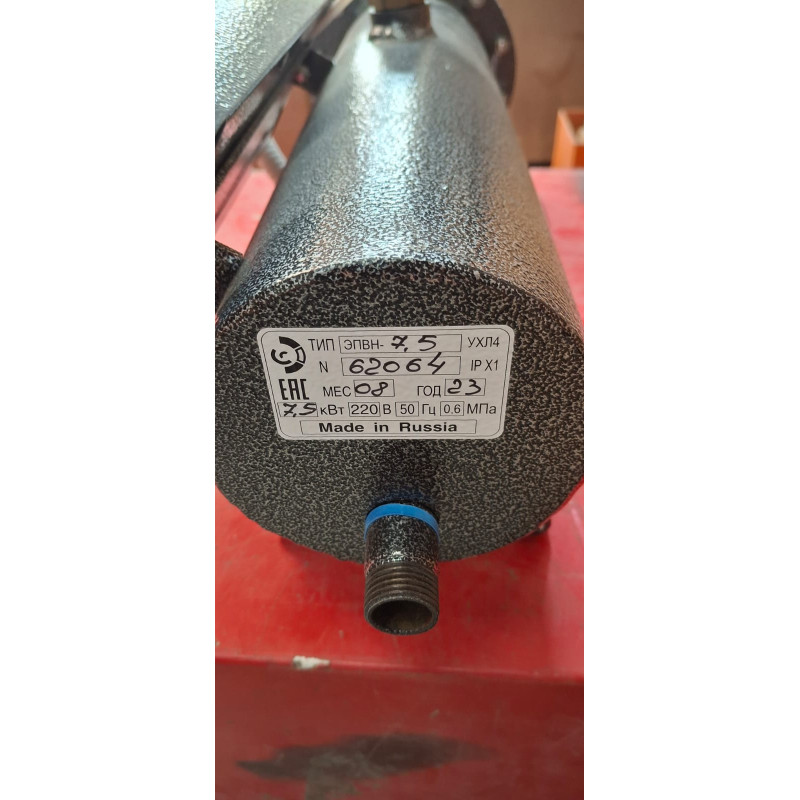 ТИП ЭПВН- 7,5 УХЛ4
N 62064 IP X1
ЕАС МЕС 08 ГОД 23
7,5 кВт 220 В 50 Гц 0.6 МПа
Made in Russia